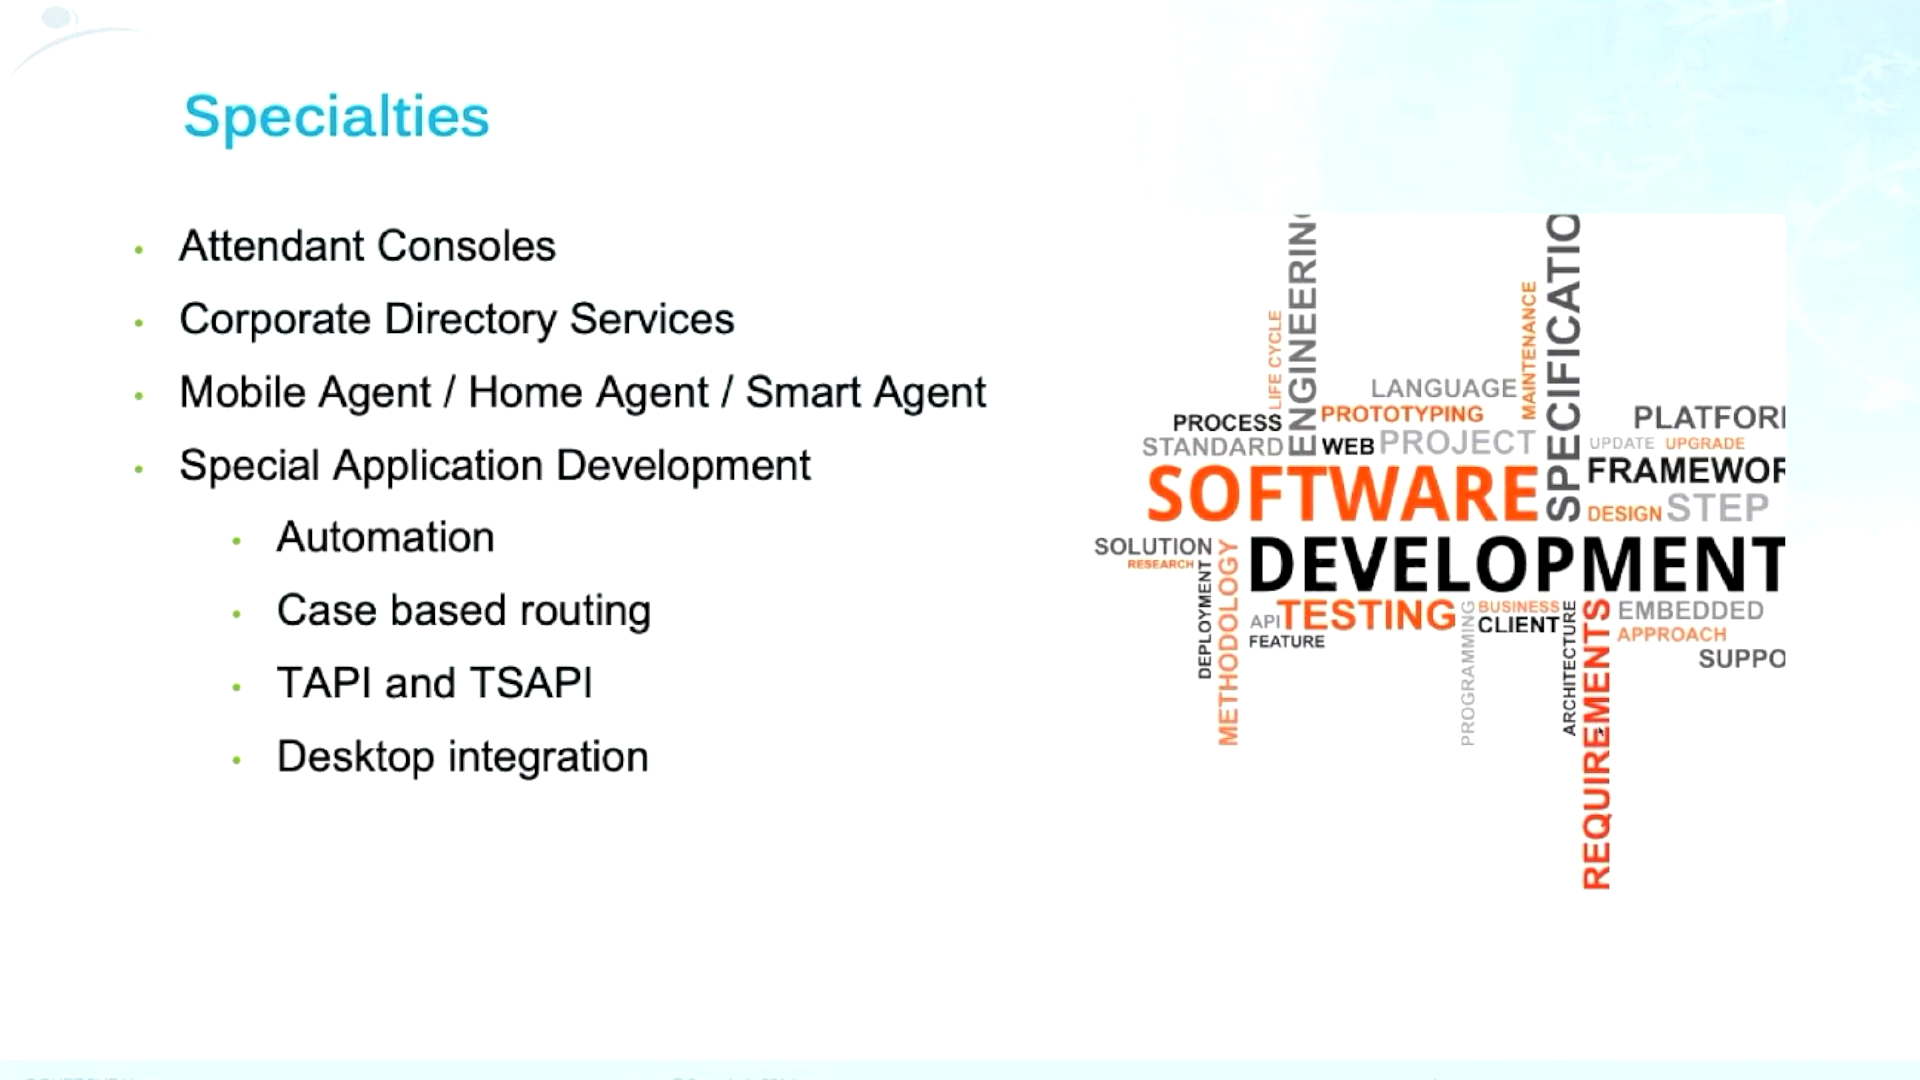 Specialties
Attendant Consoles
Corporate Directory Services
Mobile Agent / Home Agent / Smart Agent
Special Application Development
Automation
Case based routing
TAPI and TSAPI
Desktop integration
LIFE CYCLE
ENGINEERIN
MAINTENANCE
SPECIFICATIO
LANGUAGE
PROCESS
PROTOTYPING
PLATFOR
STANDARD
WEB PROJECT
UPDATE UPGRADE
SOFTWARE
FRAMEWOR
DESIGN STEP
SOLUTION
RESEARCH
DEPLOYMENT
METHODOLOGY
DEVELOPMENT
API TESTING
FEATURE
PROGRAMMING
BUSINESS
CLIENT
ARCHITECTURE
REQUIREMENTS
EMBEDDED
APPROACH
SUPPO